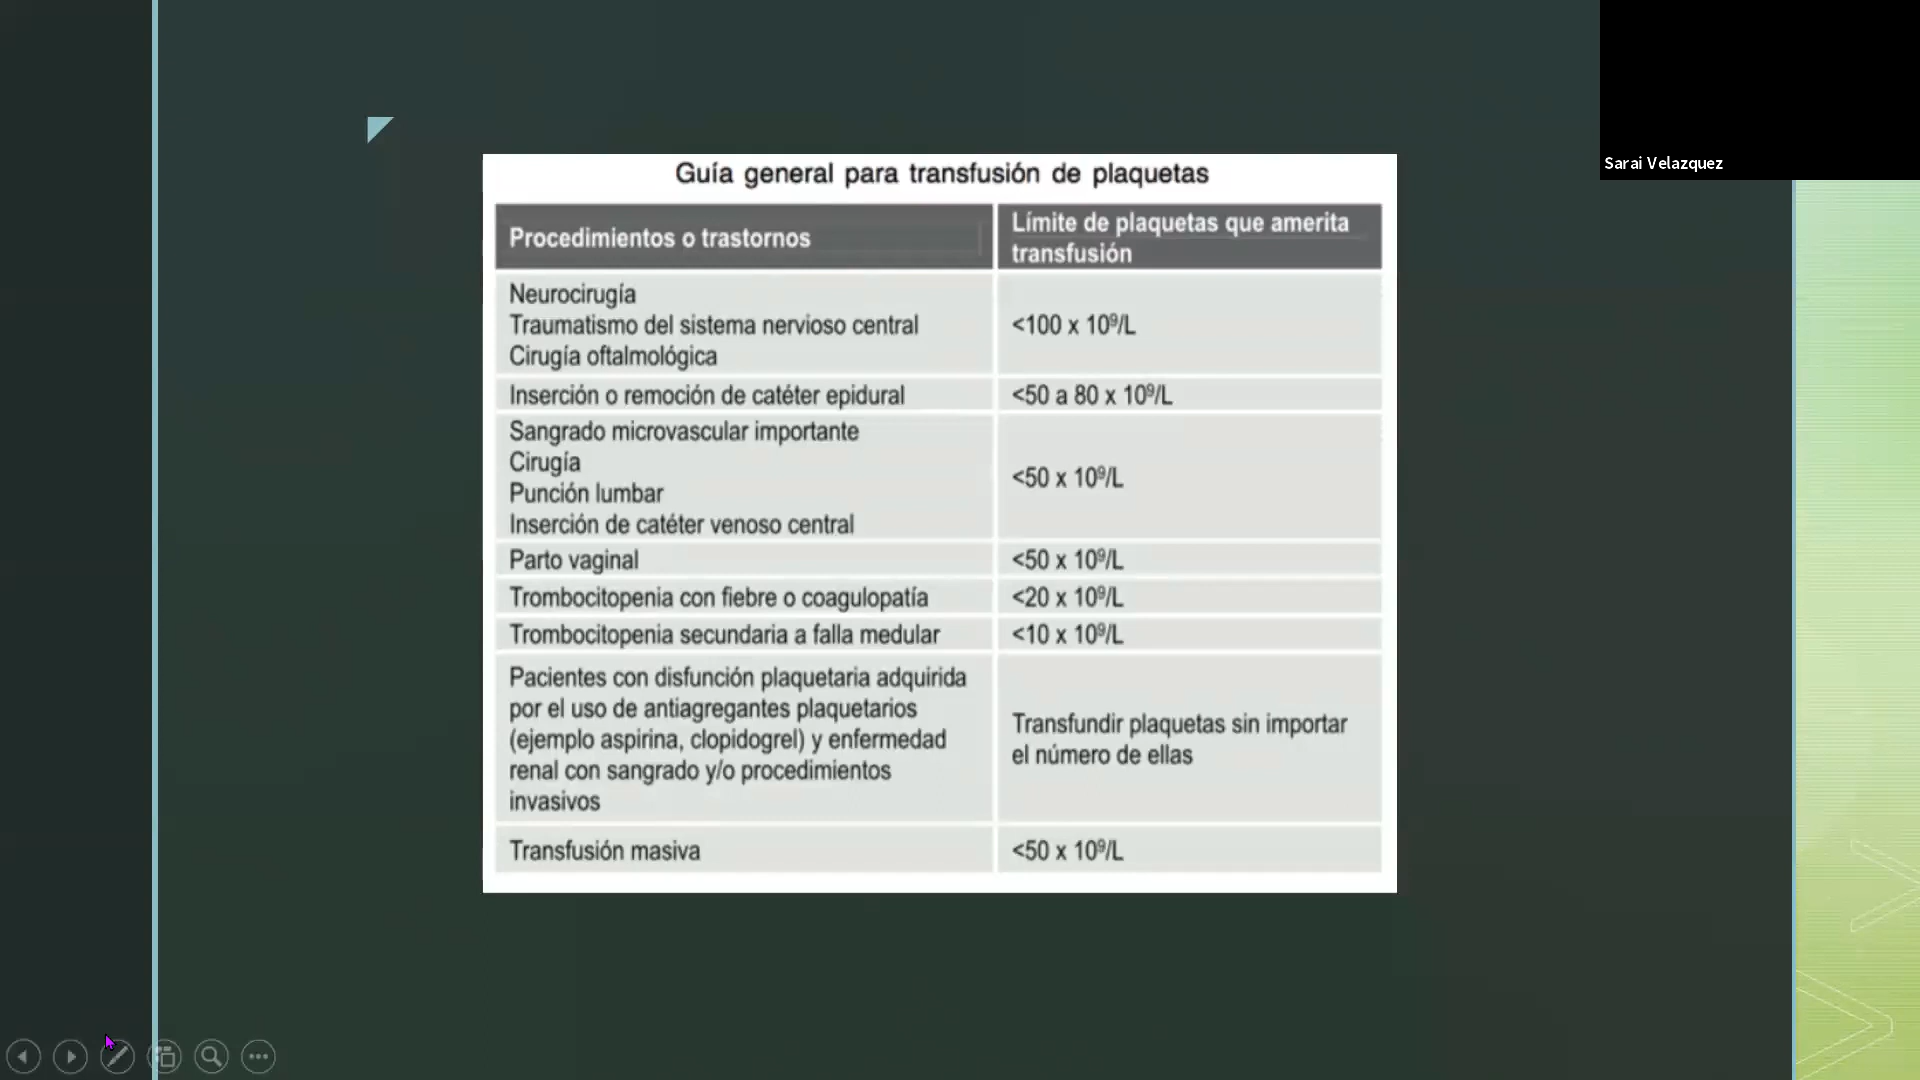 Sarai Velazquez
Guía general para transfusión de plaquetas
Procedimientos o trastornos
Límite de plaquetas que amerita
transfusión
Neurocirugía
Traumatismo del sistema nervioso central
Cirugía oftalmológica
<100 x 10⁹/L
Inserción o remoción de catéter epidural
<50 a 80 x 10⁹/L
Sangrado microvascular importante
Cirugía
Punción lumbar
Inserción de catéter venoso central
<50 x 10⁹/L
Parto vaginal
<50 x 10⁹/L
Trombocitopenia con fiebre o coagulopatía
<20 x 10⁹/L
Trombocitopenia secundaria a falla medular
<10 x 10⁹/L
Pacientes con disfunción plaquetaria adquirida
por el uso de antiagregantes plaquetarios
(ejemplo aspirina, clopidogrel) y enfermedad
renal con sangrado y/o procedimientos
invasivos
Transfundir plaquetas sin importar
el número de ellas
Transfusión masiva
<50 x 10⁹/L